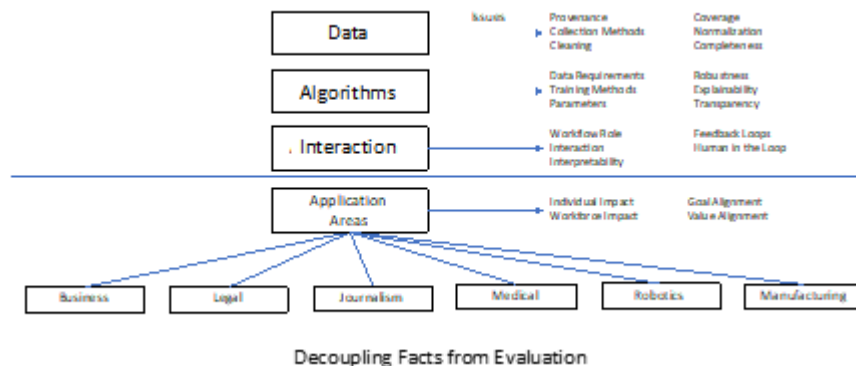 Data
Issues
Provenance
Collection Methods
Cleaning
Coverage
Normalization
Completeness
Algorithms
Data Requirements
Training Methods
Parameters
Robustness
Explainability
Transparency
. Interaction
Workflow Role
Interaction
Interpretability
Feedback Loops
Human in the Loop
Application
Areas
Individual Impact
Workforce Impact
Goal Alignment
Value Alignment
Business
Legal
Journalism
Medical
Robotics
Manufacturing
Decoupling Facts from Evaluation